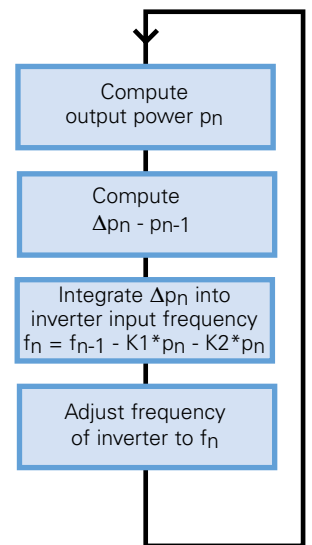 Compute
output power pn
Compute
Δpn - pn-1
Integrate Δpn into
inverter input frequency
fn = fn-1 - K1*pn - K2*pn
Adjust frequency
of inverter to fn